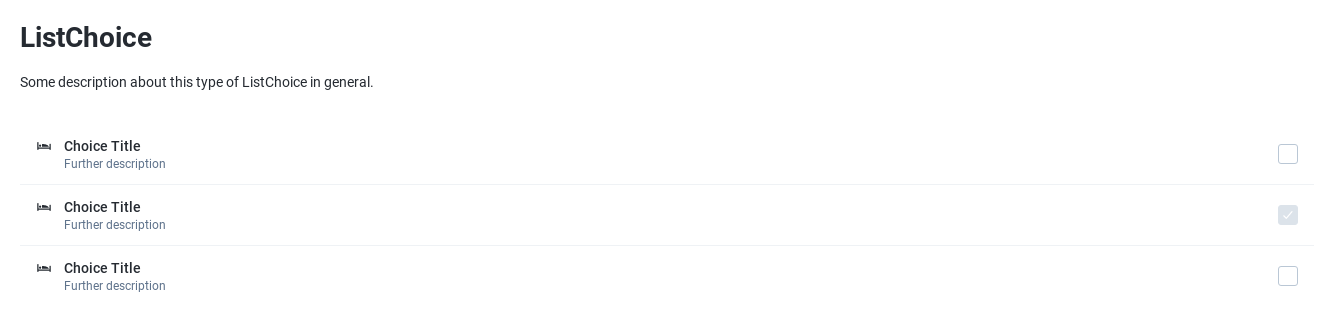 ListChoice
Some description about this type of ListChoice in general.
Choice Title
Further description
Choice Title
Further description
Choice Title
Further description